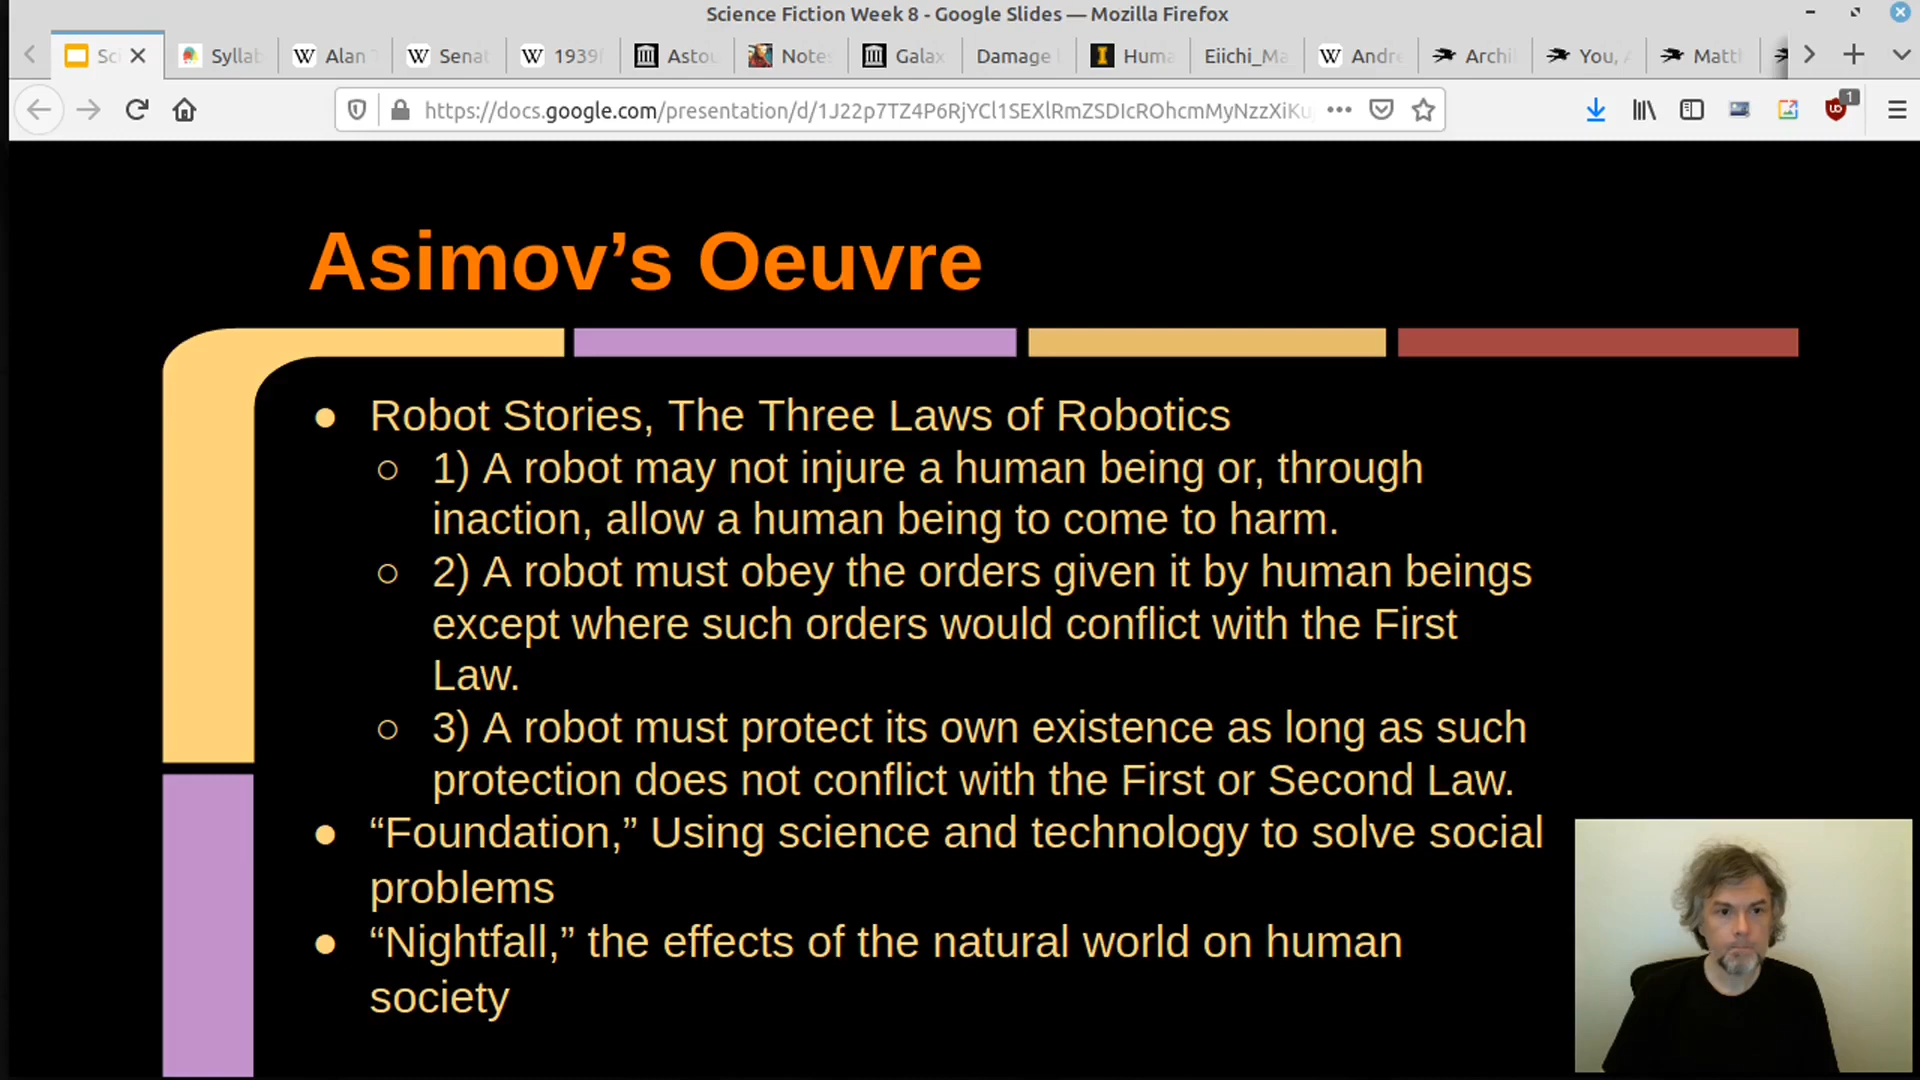 Science Fiction Week 8 - Google Slides — Mozilla Firefox
Sci
Syllab
Alan
Senat
1939
Asto
Notes
Galax
Damage
Huma
Eiichi_Ma
Andre
Archi
You,
Matt
https://docs.google.com/presentation/d/1J22p7TZ4P6RjYCl1SEXlRmZSDIcROhcmMyNzzXiKu
1
Asimov’s Oeuvre
● Robot Stories, The Three Laws of Robotics
○ 1) A robot may not injure a human being or, through
inaction, allow a human being to come to harm.
○ 2) A robot must obey the orders given it by human beings
except where such orders would conflict with the First
Law.
○ 3) A robot must protect its own existence as long as such
protection does not conflict with the First or Second Law.
● “Foundation,” Using science and technology to solve social
problems
● “Nightfall,” the effects of the natural world on human
society